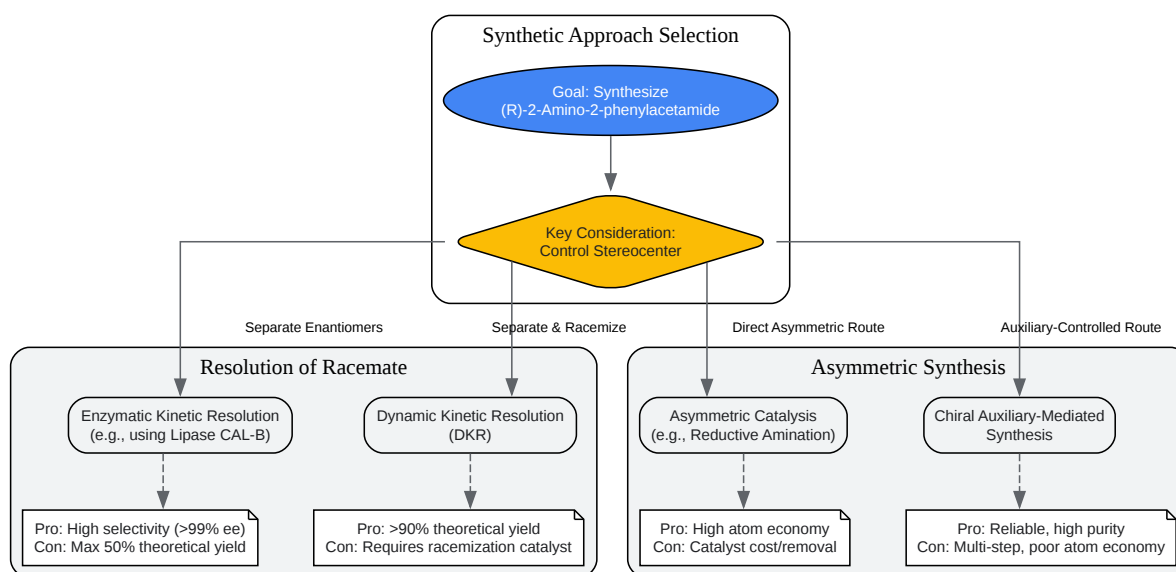 Synthetic Approach Selection
Goal: Synthesize
(R)-2-Amino-2-phenylacetamide
Key Consideration:
Control Stereocenter
Separate Enantiomers
Separate & Racemize
Direct Asymmetric Route
Auxiliary-Controlled Route
Resolution of Racemate
Asymmetric Synthesis
Enzymatic Kinetic Resolution
(e.g., using Lipase CAL-B)
Dynamic Kinetic Resolution
(DKR)
Asymmetric Catalysis
(e.g., Reductive Amination)
Chiral Auxiliary-Mediated
Synthesis
Pro: High selectivity (>99% ee)
Con: Max 50% theoretical yield
Pro: >90% theoretical yield
Con: Requires racemization catalyst
Pro: High atom economy
Con: Catalyst cost/removal
Pro: Reliable, high purity
Con: Multi-step, poor atom economy